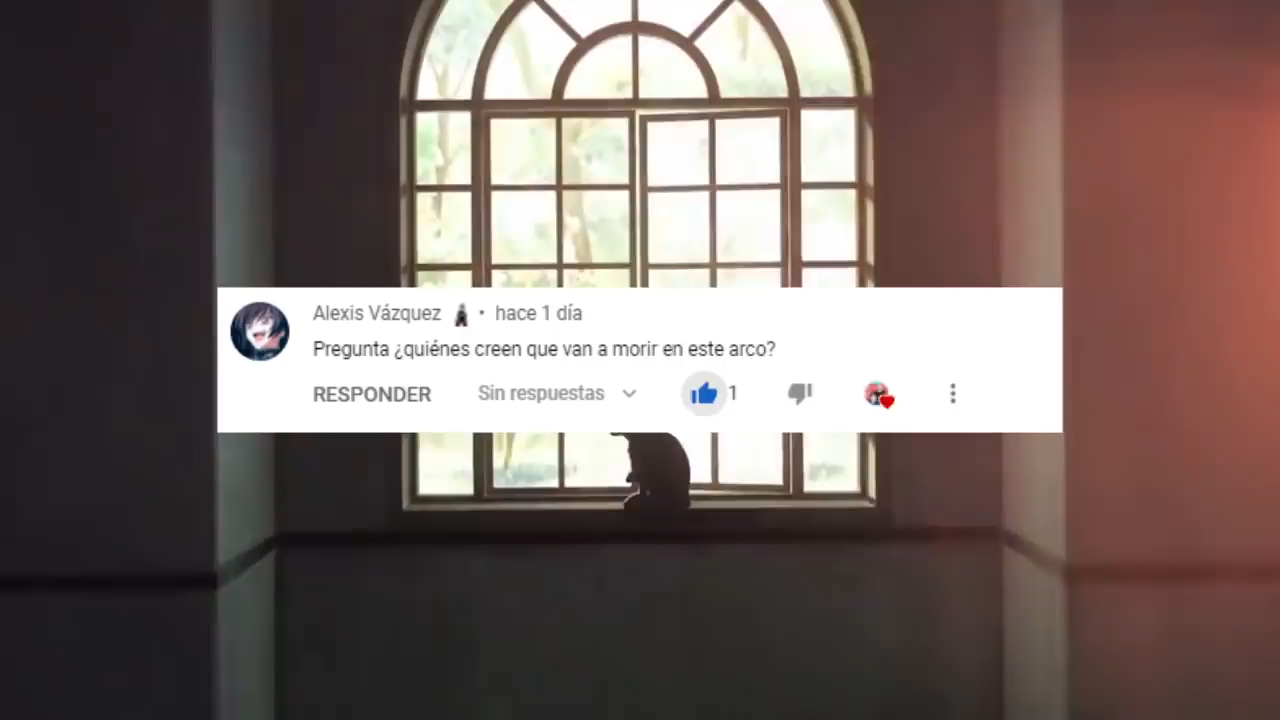 Alexis Vázquez • hace 1 día
Pregunta ¿quiénes creen que van a morir en este arco?
RESPONDER Sin respuestas 1